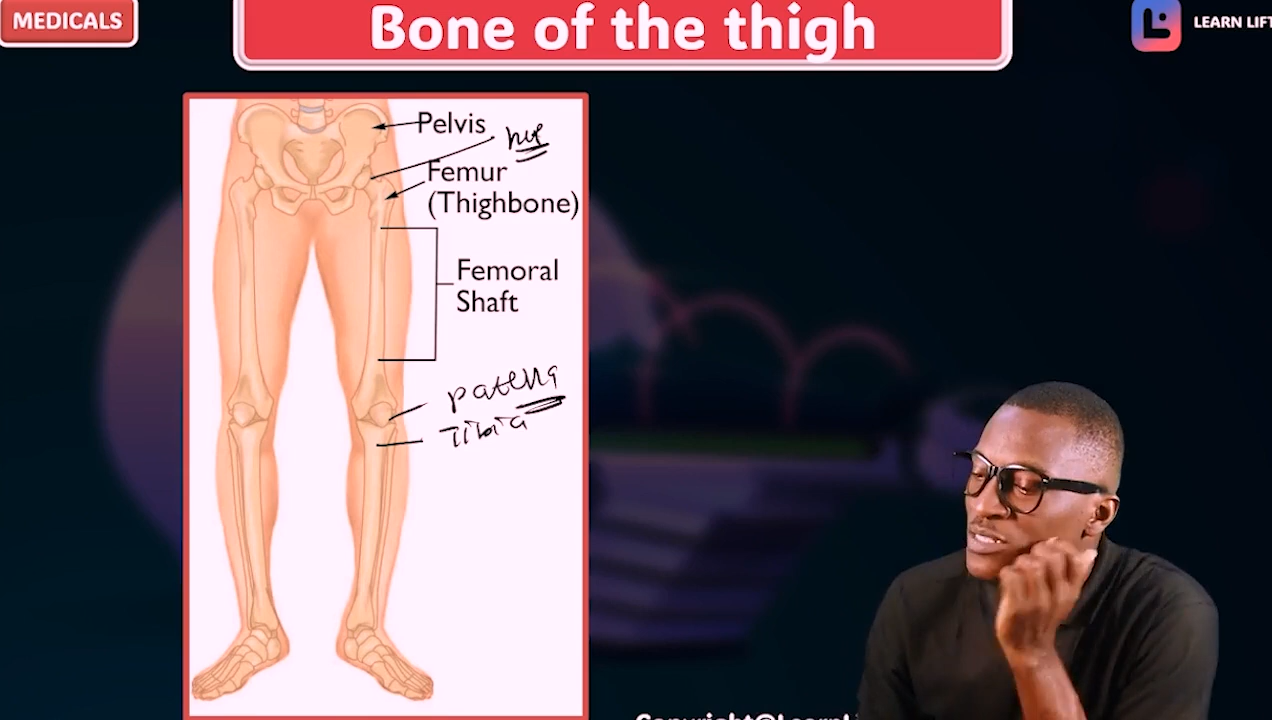 MEDICALS
Bone of the thigh
LEARN LIFT
Pelvis
hip
Femur
(Thighbone)
Femoral
Shaft
patella
Tibia